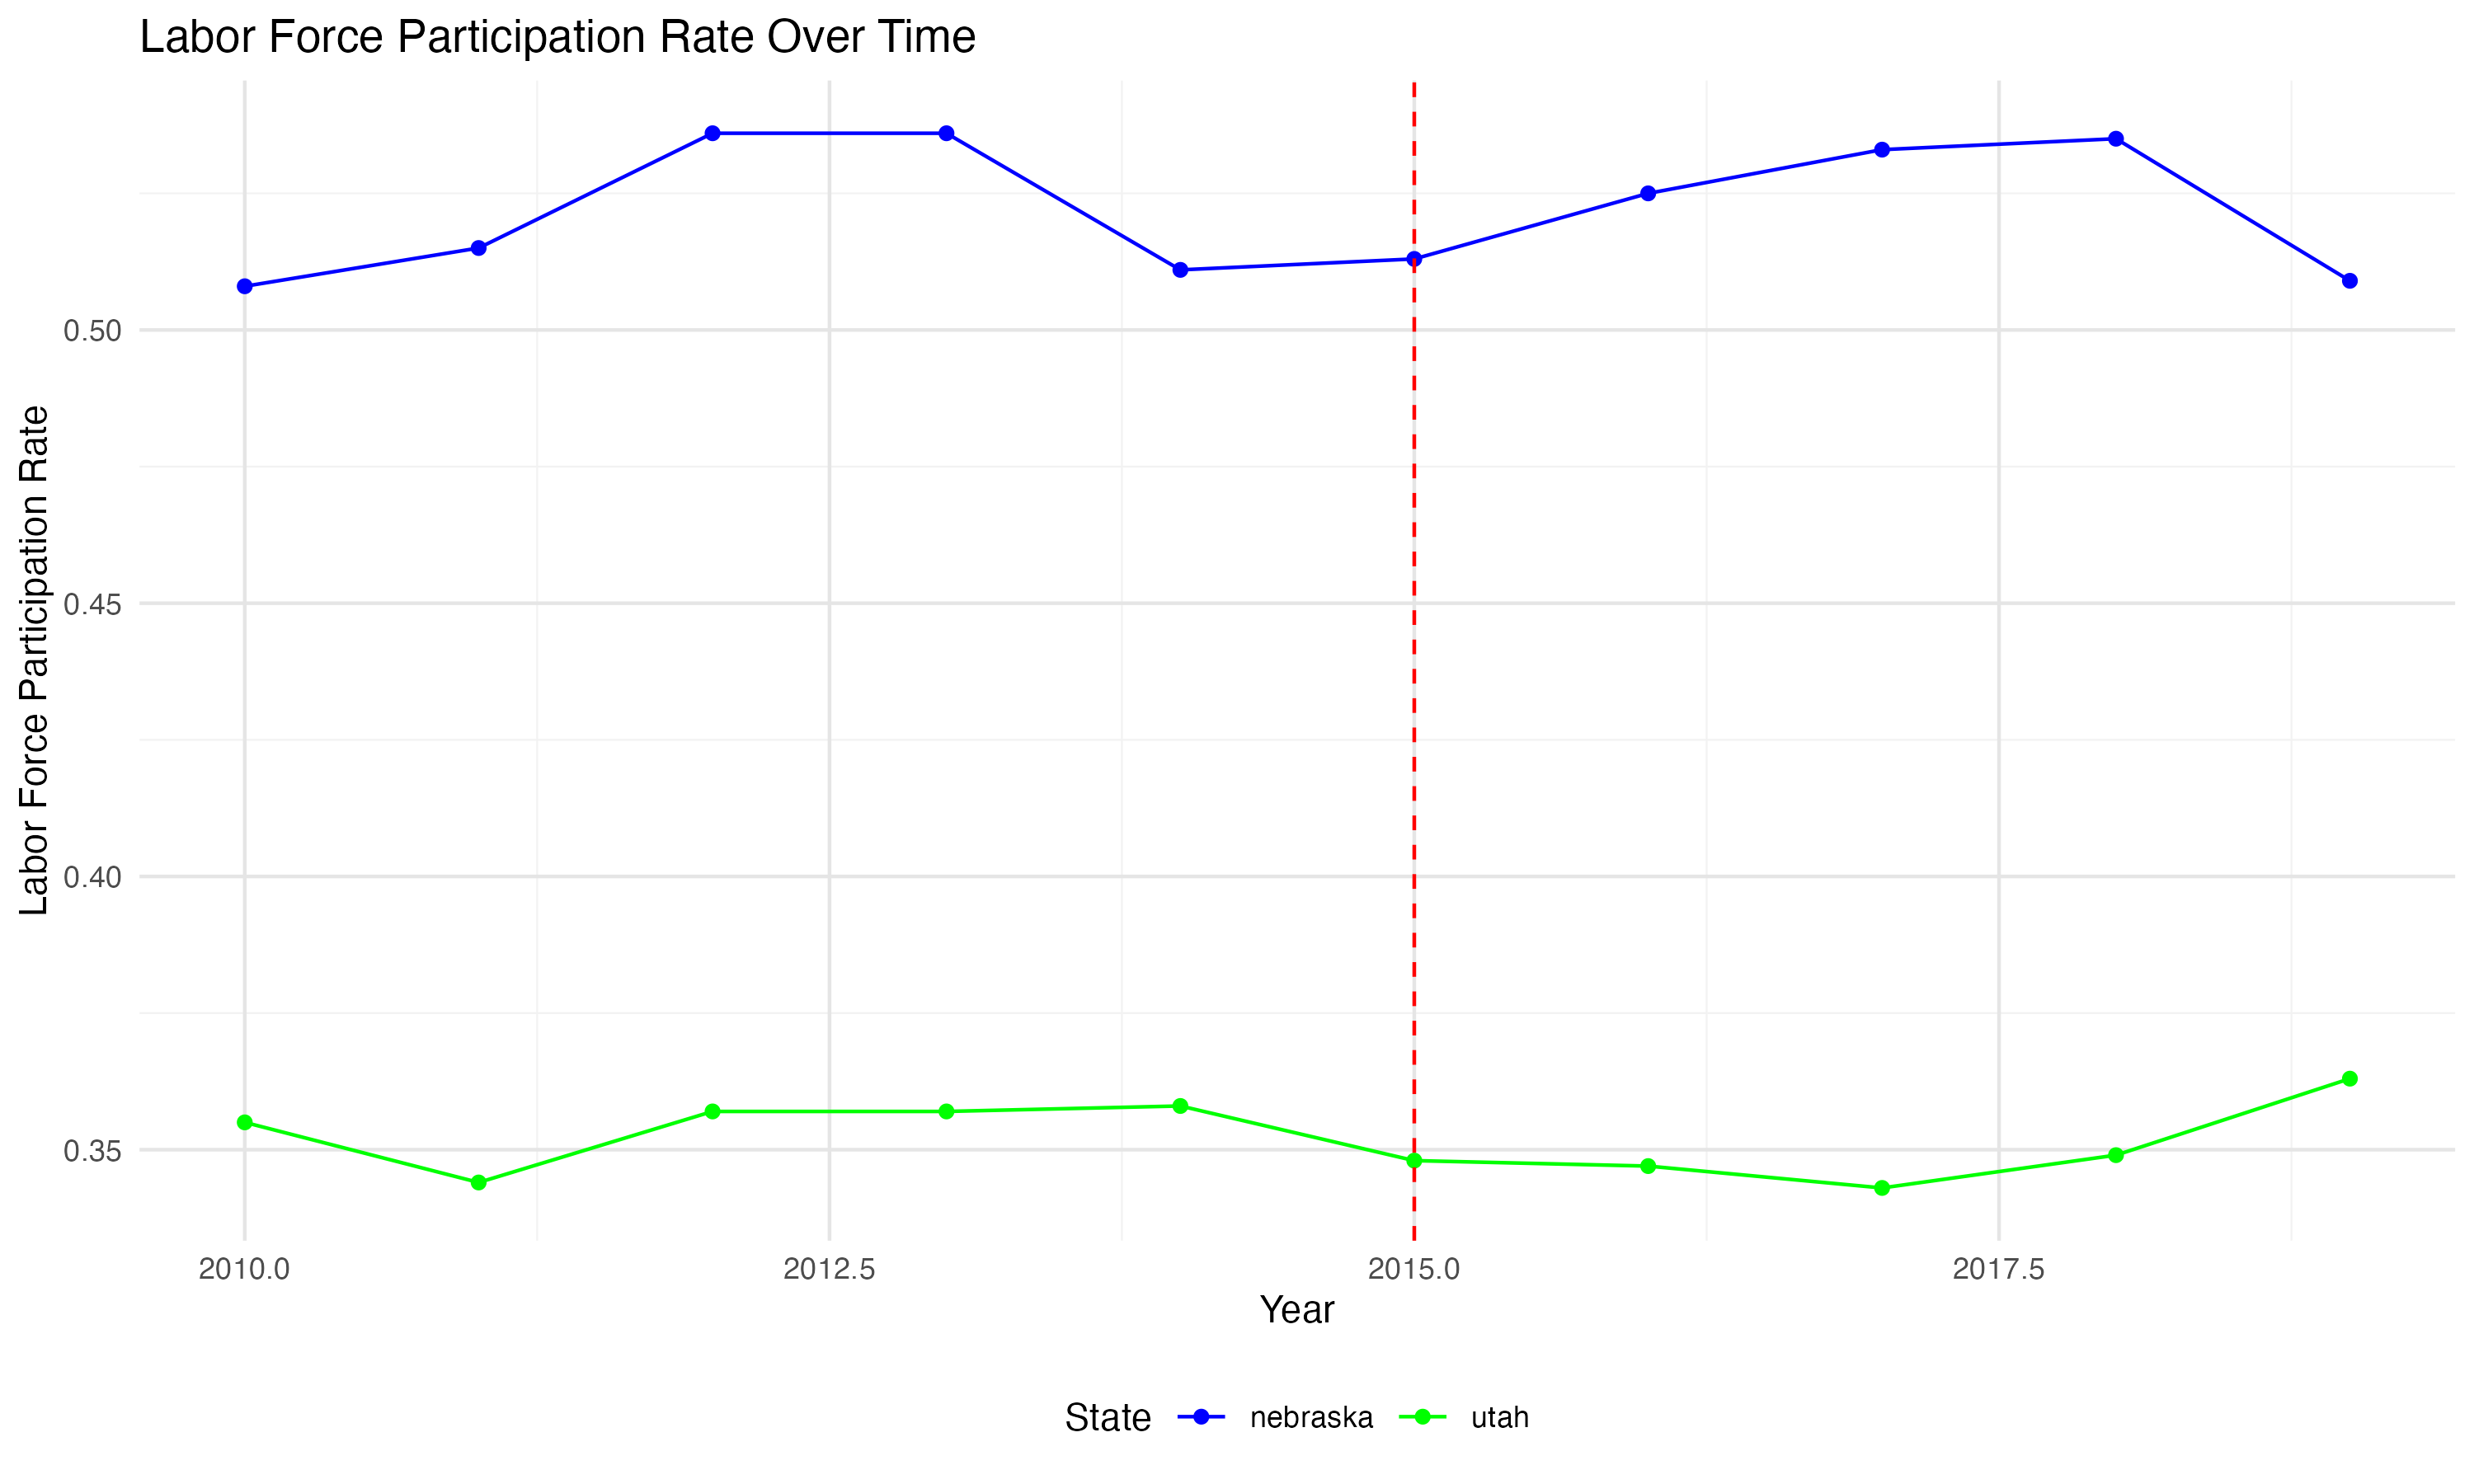 Labor Force Participation Rate Over Time
Labor Force Participation Rate
0.50
0.45
0.40
0.35
2010.0
2012.5
2015.0
2017.5
Year
State
nebraska
utah